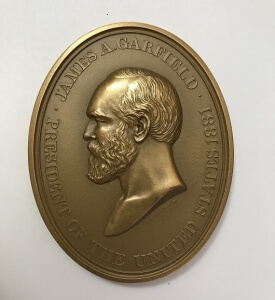 JAMES A. GARFIELD · PRESIDENT OF THE UNITED STATES 1881 ·